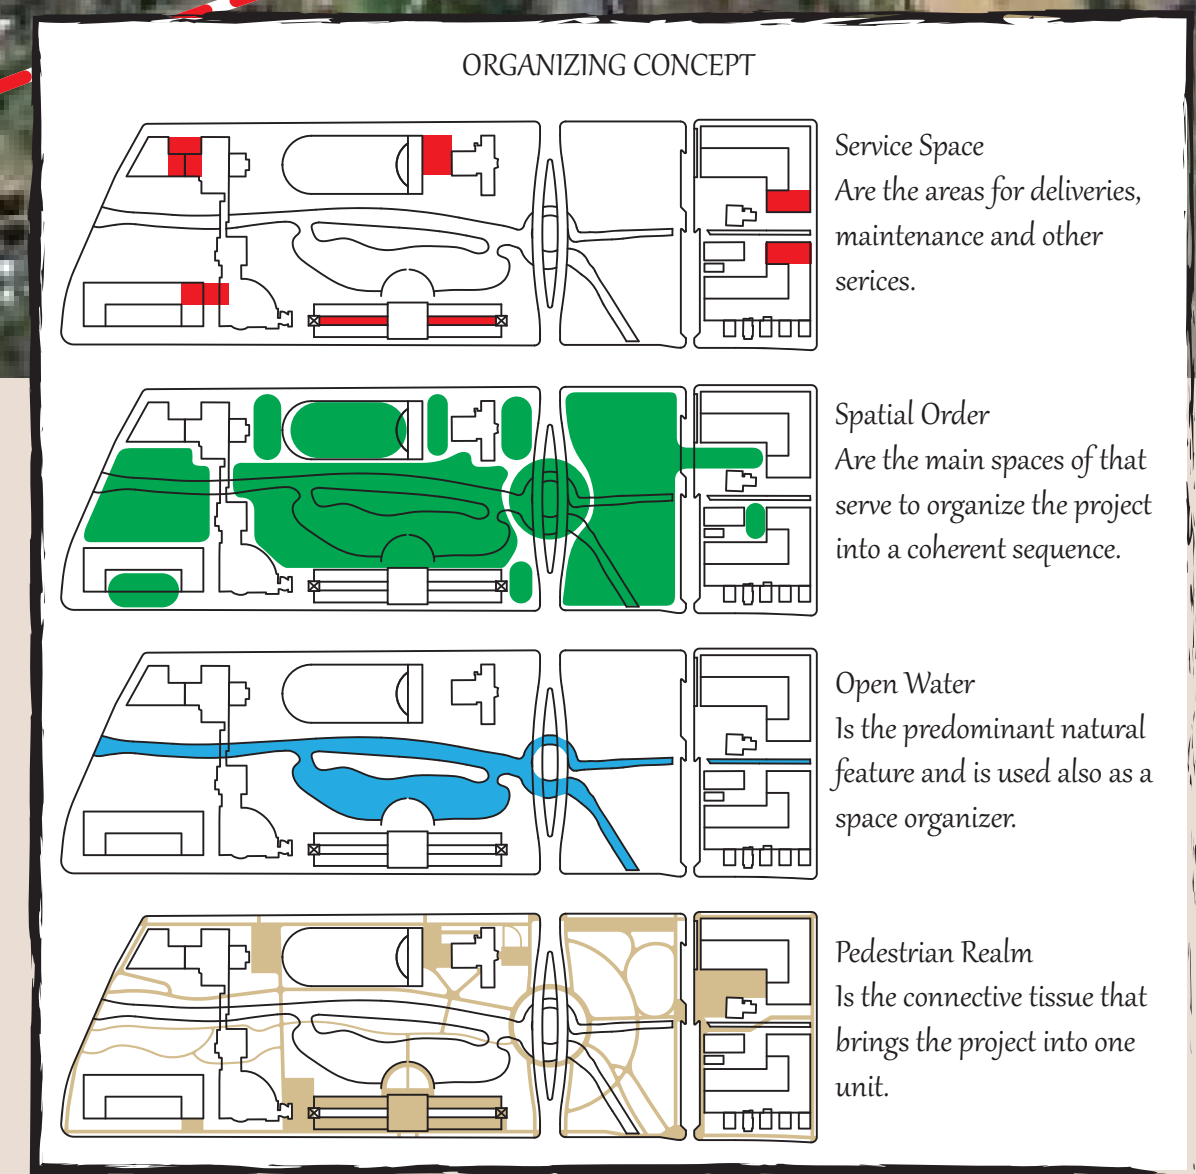 ORGANIZING CONCEPT
Service Space
Are the areas for deliveries,
maintenance and other
serices.
Spatial Order
Are the main spaces of that
serve to organize the project
into a coherent sequence.
Open Water
Is the predominant natural
feature and is used also as a
space organizer.
Pedestrian Realm
Is the connective tissue that
brings the project into one
unit.